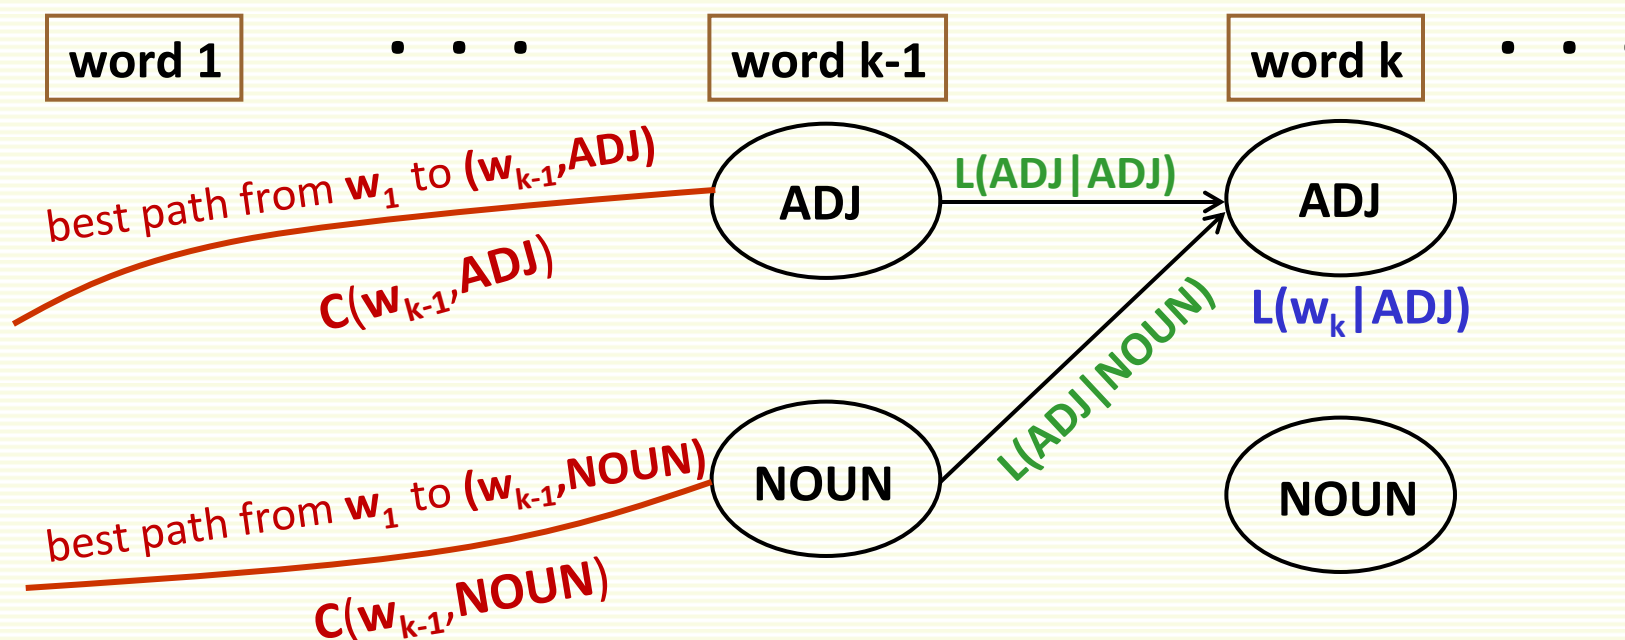 word 1 . . . word k-1 word k . .
best path from w₁ to (wₖ₋₁,ADJ)
L(ADJ|ADJ)
ADJ
ADJ
C(wₖ₋₁,ADJ)
L(wₖ|ADJ)
L(ADJ|NOUN)
best path from w₁ to (wₖ₋₁,NOUN)
NOUN
NOUN
C(wₖ₋₁,NOUN)